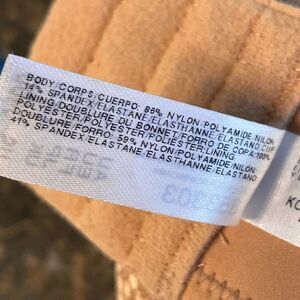 BODY/CORPS/CUERPO: 86% NYLON/POLYAMIDE/NILON
14% SPANDEX/ELASTANE/ELASTHANNE/ELASTANO CUP
LINING/DOUBLURE DU BONNET/FORRO DE COPA:100%
POLYESTER/POLYESTER/POLIESTER;LINING
DOUBLURE/FORRO: 59% NYLON/POLYAMIDE/NILON;
41% SPANDEX/ELASTANE/ELASTHANNE/ELASTANO